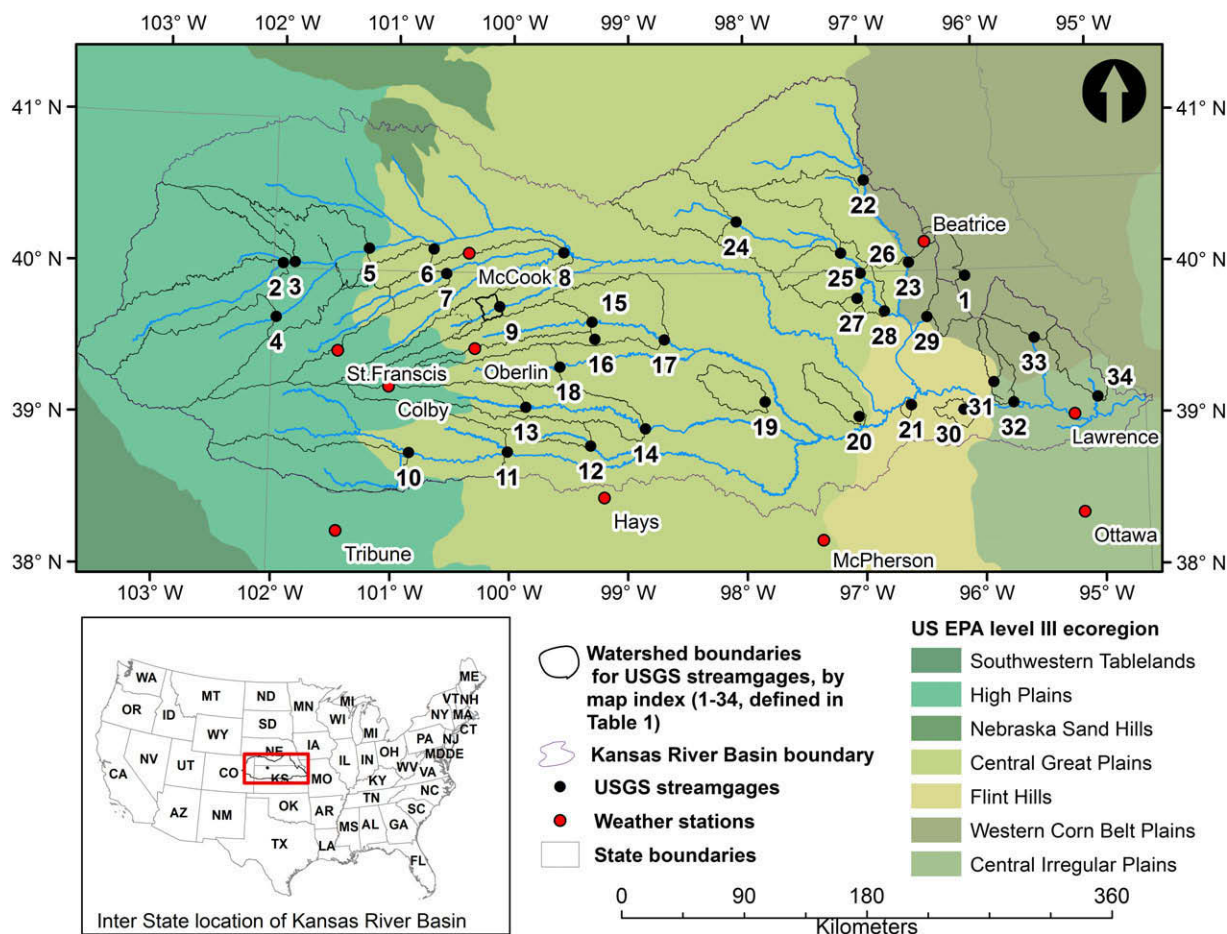 103° W 102° W 101° W 100° W 99° W 98° W 97° W 96° W 95° W
41° N 41° N
22
Beatrice
24
26
40° N 40° N
2 3 5 6 McCook 8 25 23 1
7
4 9 15 27 28 29 33
St.Franscis Oberlin 16 17 34
Colby 18
39° N 39° N
13 19 20 21 30 31 32 Lawrence
10 11 12 14
Hays
Tribune McPherson Ottawa
38° N 38° N
103° W 102° W 101° W 100° W 99° W 98° W 97° W 96° W 95° W
WA
MT
ND
MN
ME
OR
ID
SD
WI
MI
VT
NH
NY
MA
CT
WY
MI
IA
NE
PA
NJ
NV
UT
CO
KS
MO
IL
IN
OH
WV
MD
DE
VA
KY
CA
AZ
NM
OK
AR
TN
NC
SC
TX
LA
MS
AL
GA
FL
Inter State location of Kansas River Basin
Watershed boundaries
for USGS streamgages, by
map index (1-34, defined in
Table 1)
Kansas River Basin boundary
USGS streamgages
Weather stations
State boundaries
US EPA level III ecoregion
Southwestern Tablelands
High Plains
Nebraska Sand Hills
Central Great Plains
Flint Hills
Western Corn Belt Plains
Central Irregular Plains
0 90 180 360
Kilometers